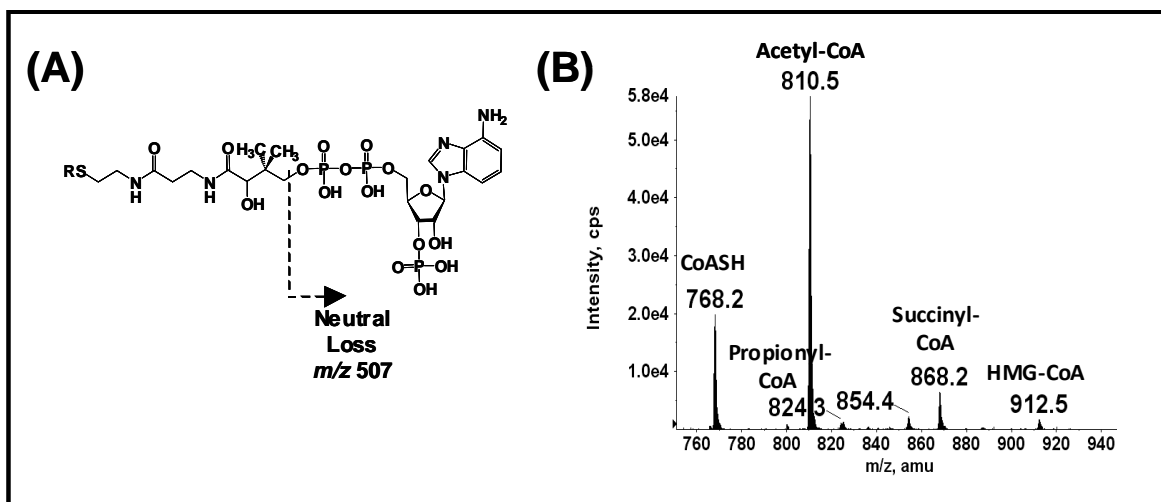 (A)
NH₂
O
O
H₃C
CH₃
O
O
N
RS
N
H
N
H
O
P
O
P
O
N
N
OH
OH
OH
O
O
OH
O
P
OH
OH
Neutral
Loss
m/z 507
(B)
Acetyl-CoA
810.5
5.8e4
5.0e4
4.0e4
3.0e4
2.0e4
1.0e4
Intensity, cps
CoASH
768.2
Propionyl-
CoA
824.3
854.4
Succinyl-
CoA
868.2
HMG-CoA
912.5
760 780 800 820 840 860 880 900 920 940
m/z, amu